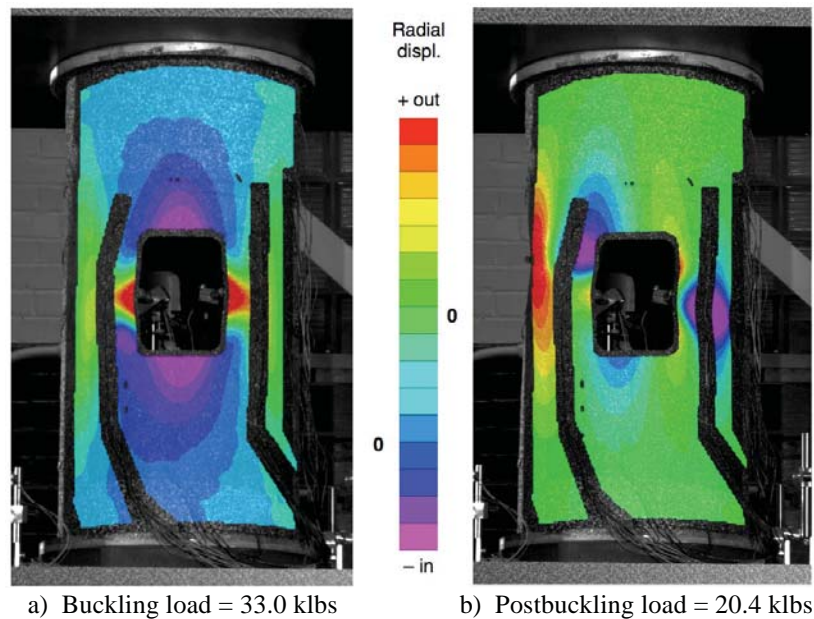 Radial
displ.
+ out
0
0
– in
a) Buckling load = 33.0 klbs
b) Postbuckling load = 20.4 klbs